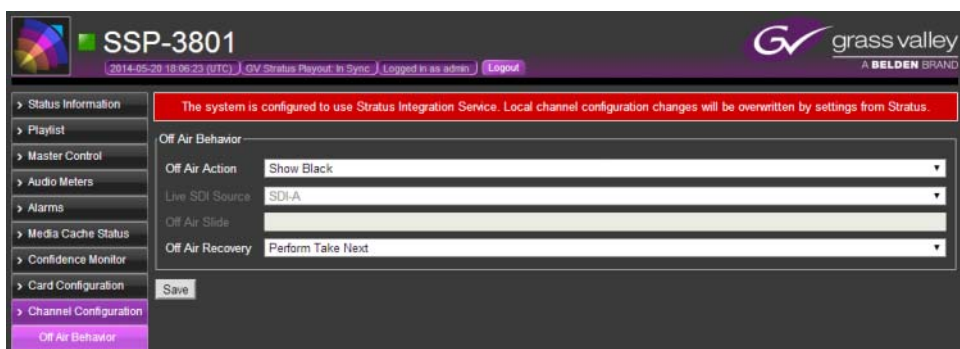 SSP-3801
2014-05-20 18:06:23 (UTC) GV Stratus Playout: In Sync Logged in as admin Logout
GV grass valley
A BELDEN BRAND
> Status Information
> Playlist
> Master Control
> Audio Meters
> Alarms
> Media Cache Status
> Confidence Monitor
> Card Configuration
> Channel Configuration
Off Air Behavior
The system is configured to use Stratus Integration Service. Local channel configuration changes will be overwritten by settings from Stratus.
Off Air Behavior
Off Air Action Show Black
Live SDI Source SDI-A
Off Air Slide
Off Air Recovery Perform Take Next
Save